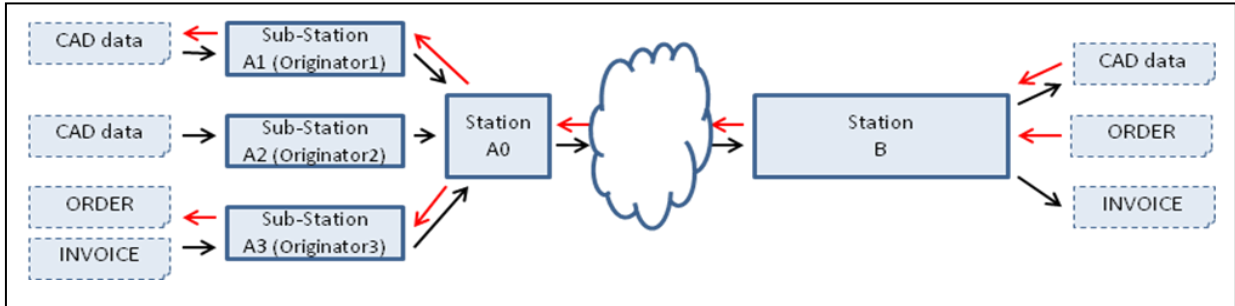 CAD data
Sub-Station
A1 (Originator1)
CAD data
Sub-Station
A2 (Originator2)
ORDER
INVOICE
Sub-Station
A3 (Originator3)
Station
A0
Station
B
CAD data
ORDER
INVOICE